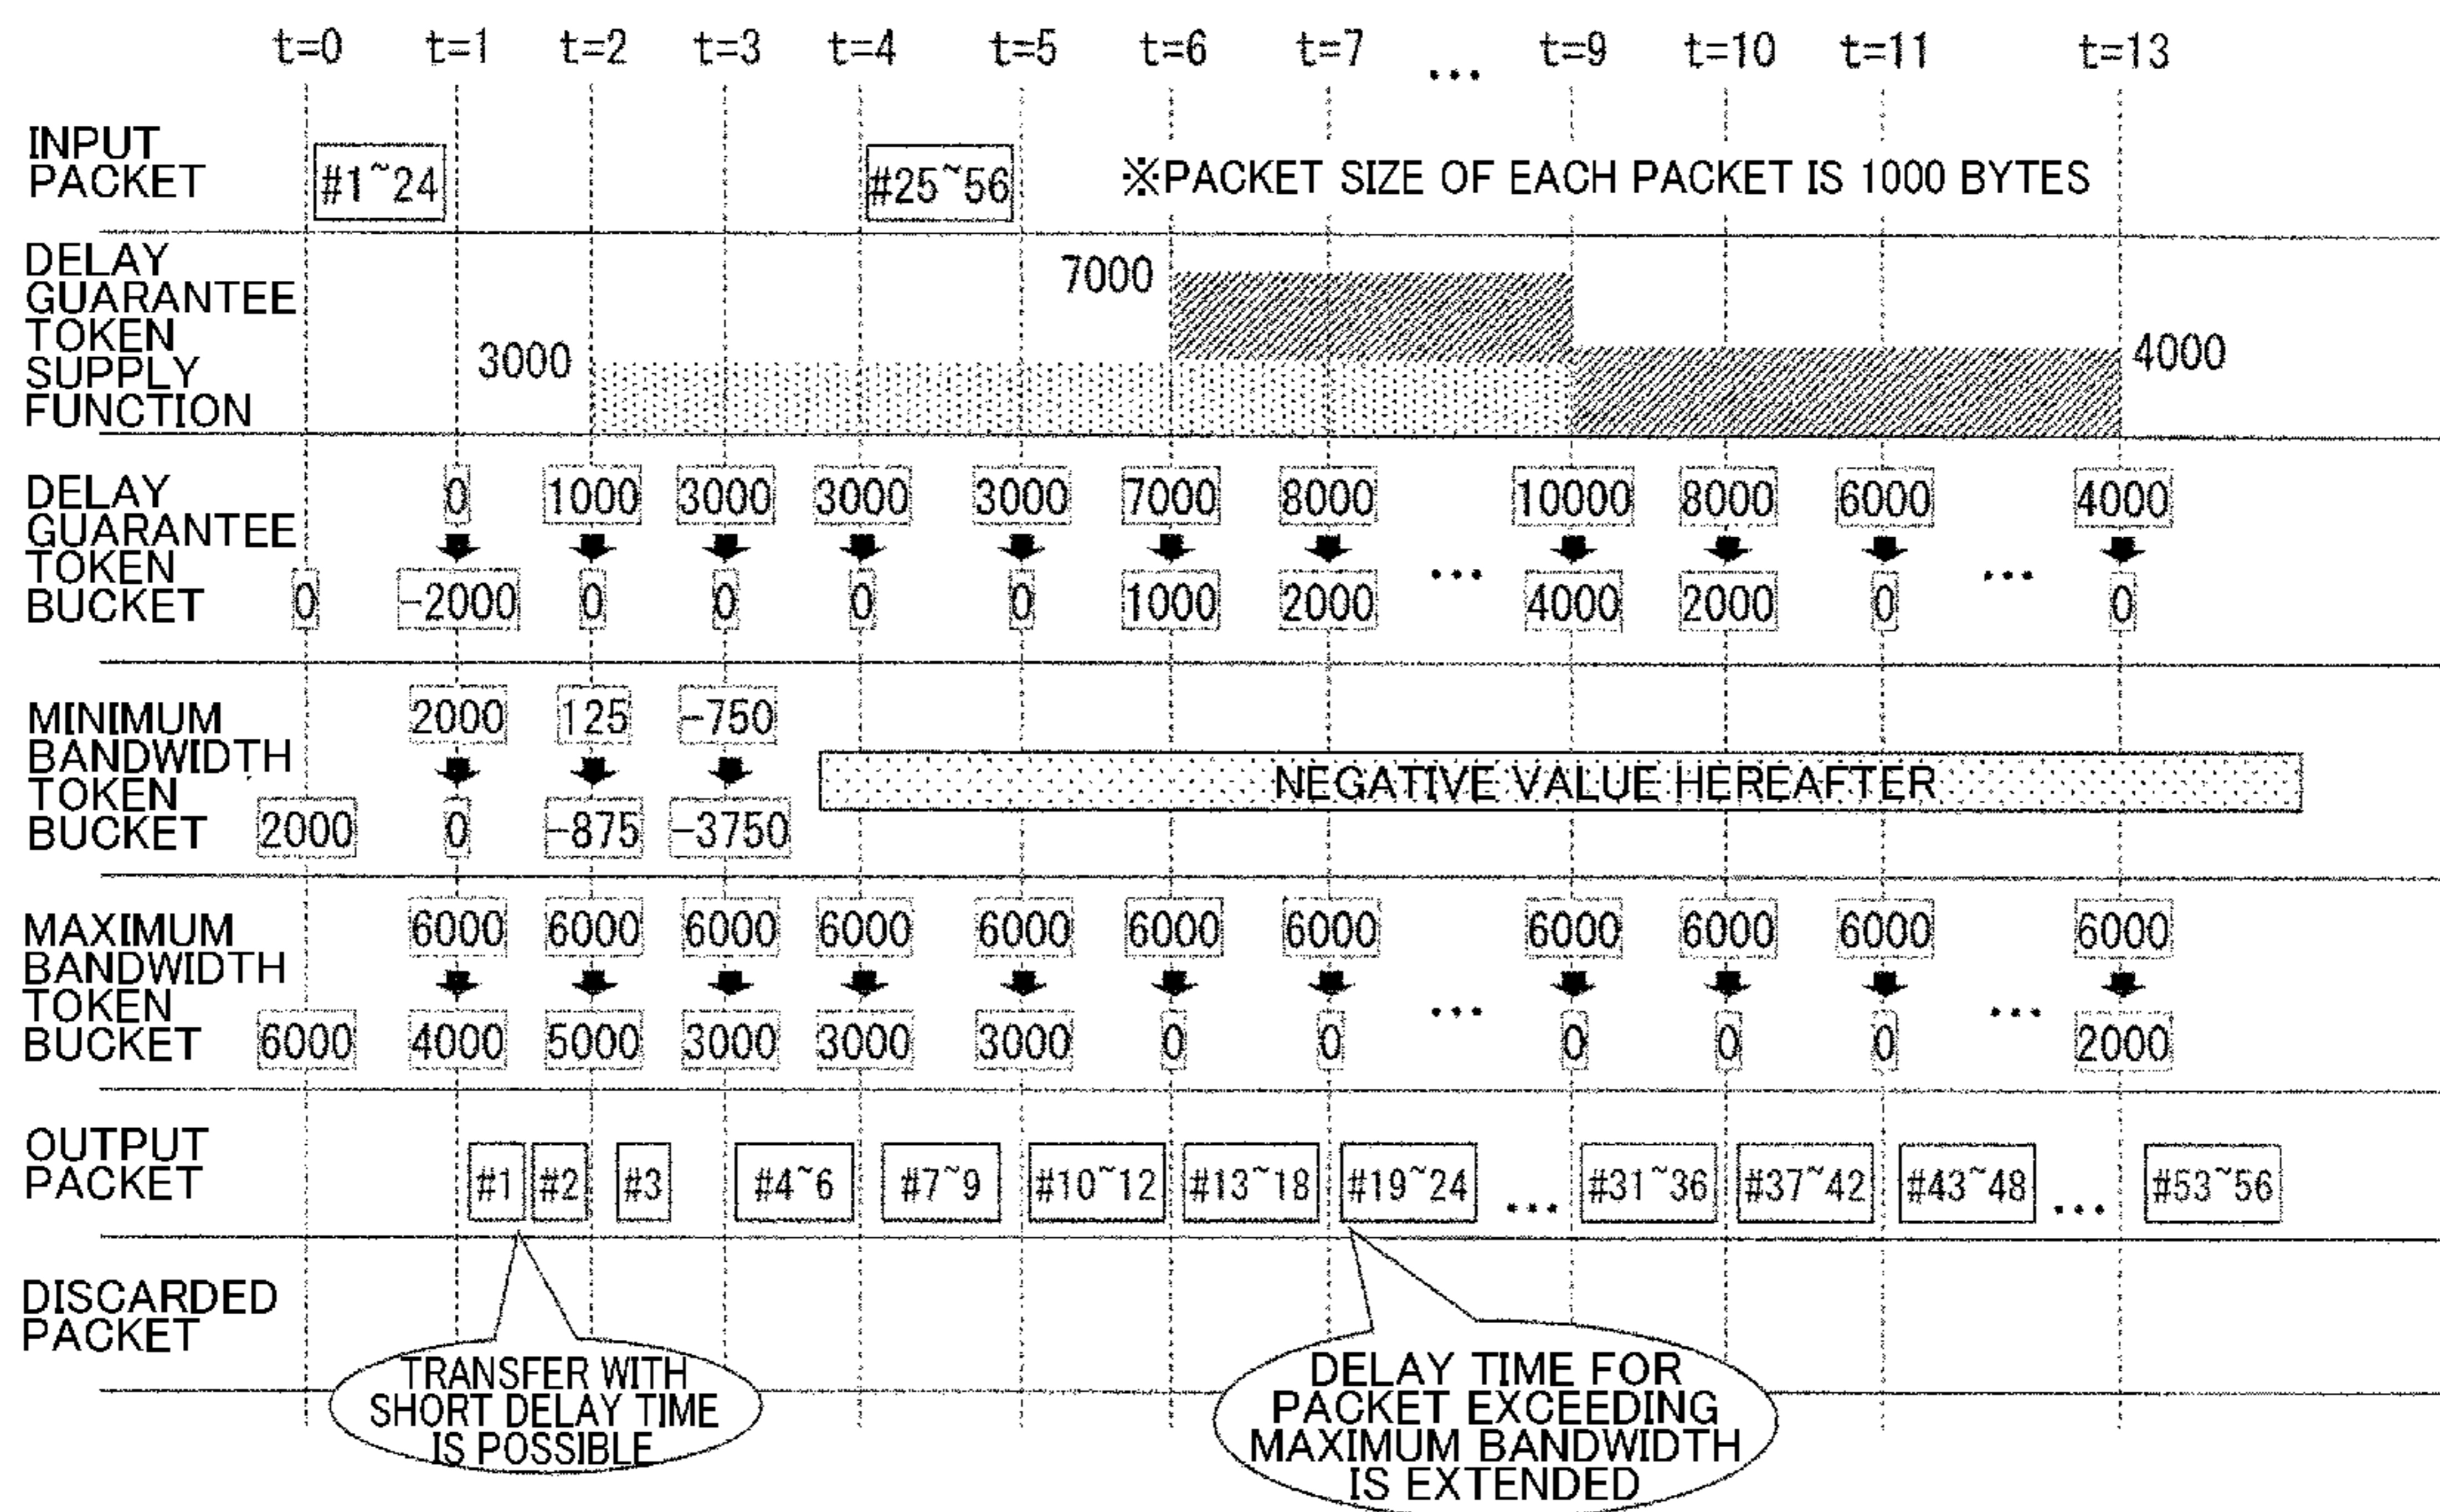 t=0 t=1 t=2 t=3 t=4 t=5 t=6 t=7 ... t=9 t=10 t=11 t=13
INPUT
PACKET
#1~24 #25~56 ※PACKET SIZE OF EACH PACKET IS 1000 BYTES
DELAY
GUARANTEE
TOKEN
SUPPLY
FUNCTION
3000 7000 4000
DELAY
GUARANTEE
TOKEN
BUCKET
0 1000 3000 3000 3000 7000 8000 10000 8000 6000 4000
0 -2000 0 0 0 0 1000 2000 ... 4000 2000 0 ... 0
MINIMUM
BANDWIDTH
TOKEN
BUCKET
2000 125 -750
NEGATIVE VALUE HEREAFTER
2000 0 -875 -3750
MAXIMUM
BANDWIDTH
TOKEN
BUCKET
6000 6000 6000 6000 6000 6000 6000 6000 6000 6000 6000
6000 4000 5000 3000 3000 3000 0 0 ... 0 0 0 ... 2000
OUTPUT
PACKET
#1 #2 #3 #4~6 #7~9 #10~12 #13~18 #19~24 ... #31~36 #37~42 #43~48 ... #53~56
DISCARDED
PACKET
TRANSFER WITH
SHORT DELAY TIME
IS POSSIBLE
DELAY TIME FOR
PACKET EXCEEDING
MAXIMUM BANDWIDTH
IS EXTENDED